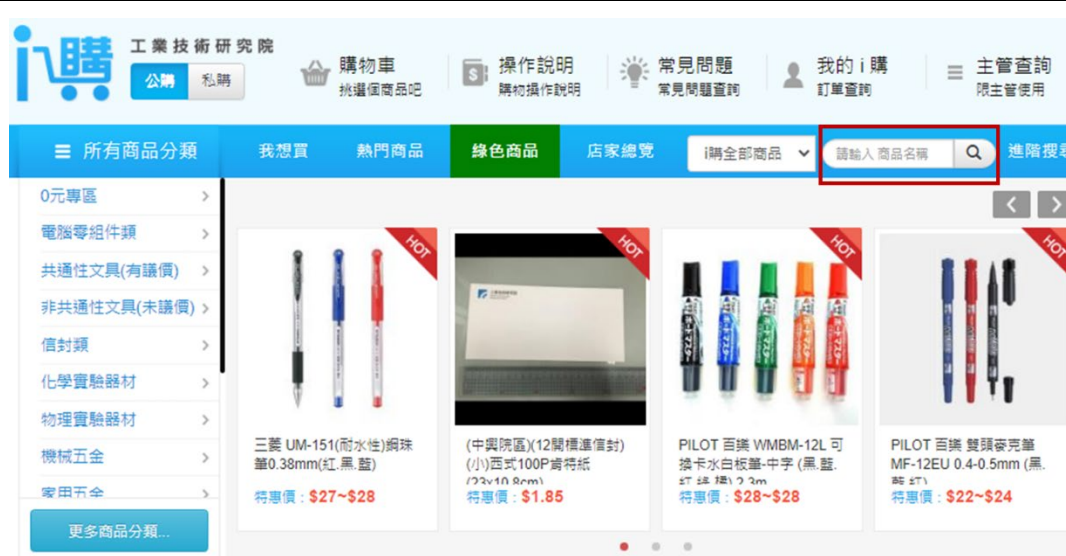 i購
工業技術研究院
公購 私購
購物車
挑選個商品吧
操作說明
購物操作說明
常見問題
常見問題查詢
我的 i 購
訂單查詢
主管查詢
限主管使用
所有商品分類
我想買
熱門商品
綠色商品
店家總覽
i購全部商品
請輸入 商品名稱
進階搜尋
0元專區
電腦零組件類
共通性文具(有議價)
非共通性文具(未議價)
信封類
化學實驗器材
物理實驗器材
機械五金
家用五金
更多商品分類...
HOT
三菱 UM-151(耐水性)鋼珠
筆0.38mm(紅.黑.藍)
特惠價：$27~$28
HOT
(中興院區)(12開標準信封)
(小)西式100P肯特紙
(23x10.8cm)
特惠價：$1.85
HOT
PILOT 百樂 WMBM-12L 可
換卡水白板筆-中字 (黑.藍.
紅.綠.橘) 2.3m
特惠價：$28~$28
HOT
PILOT 百樂 雙頭麥克筆
MF-12EU 0.4-0.5mm (黑.
藍.紅)
特惠價：$22~$24